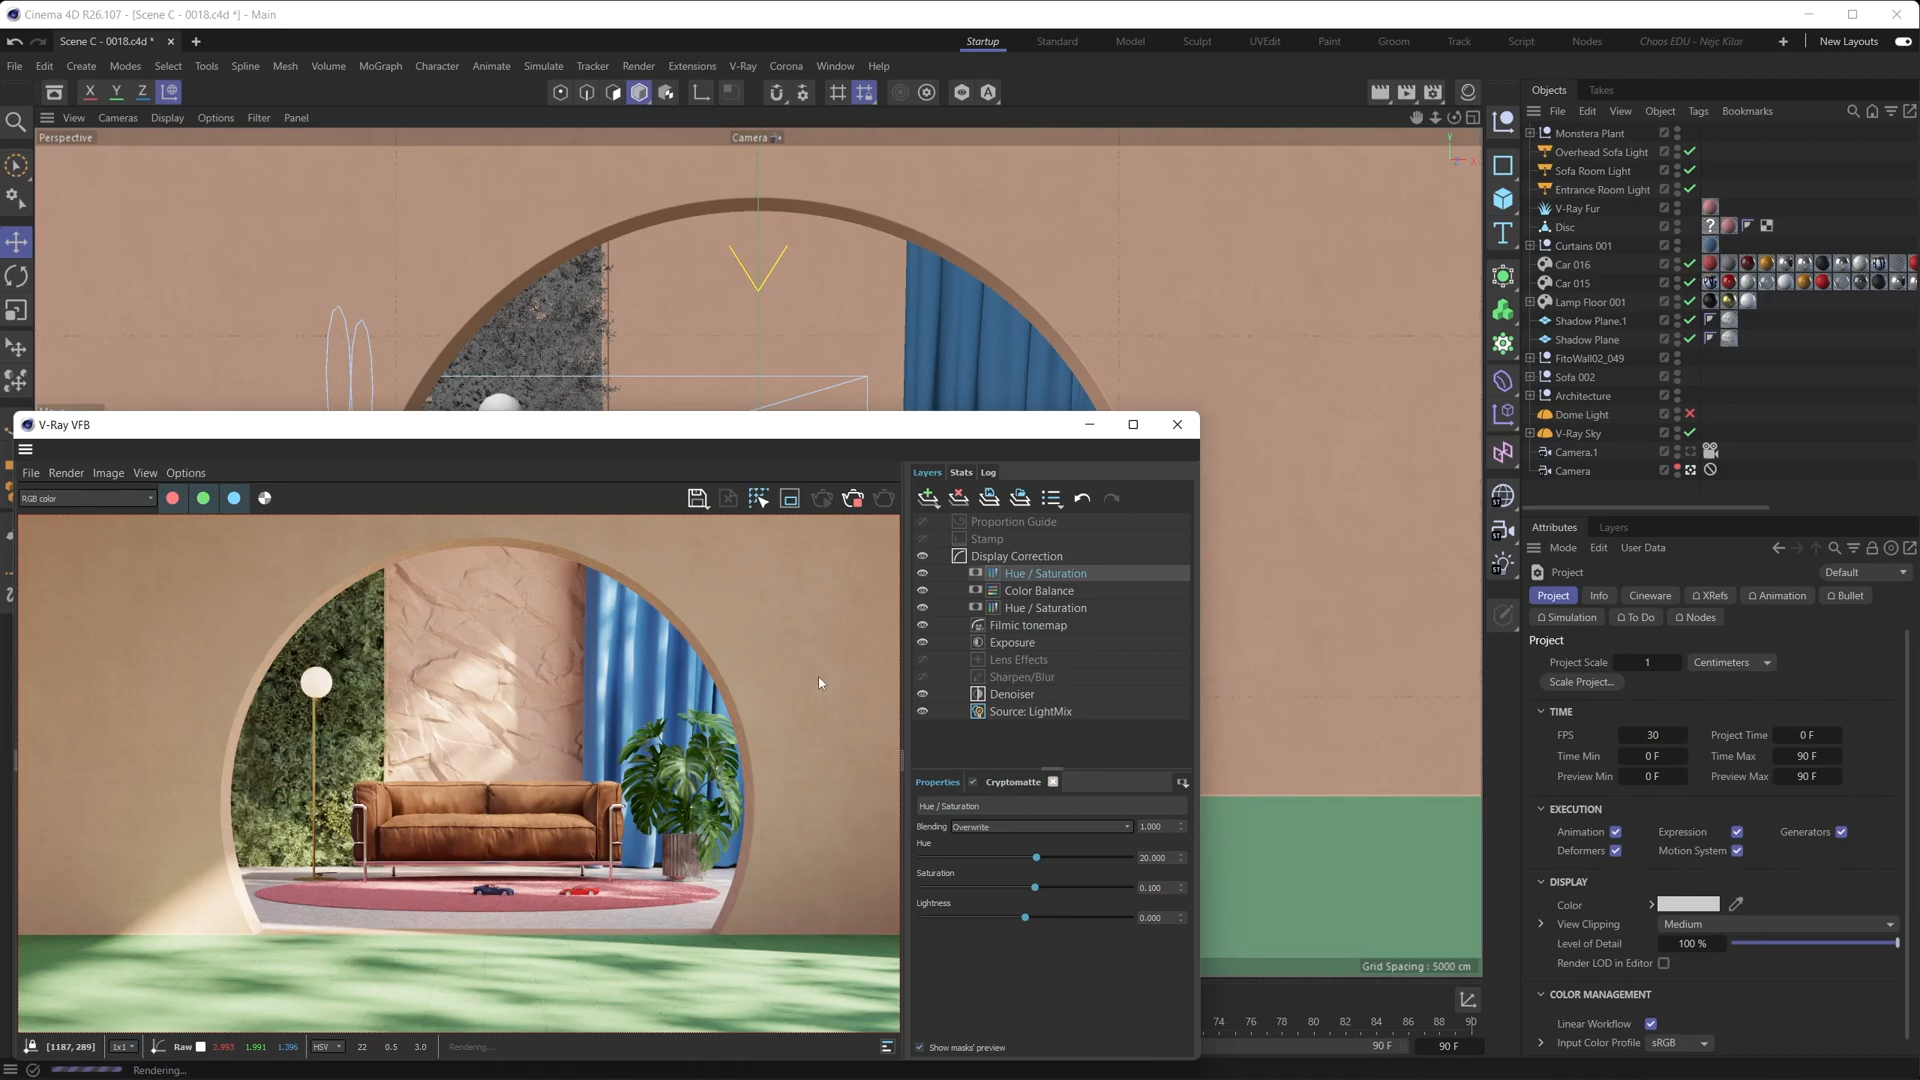 Cinema 4D R26.107 - [Scene C - 0018.c4d *] - Main
Scene C - 0018.c4d *
Startup Standard Model Sculpt UVEdit Paint Groom Track Script Nodes Chaos EDU - Nejc Kilar New Layouts
File Edit Create Modes Select Tools Spline Mesh Volume MoGraph Character Animate Simulate Tracker Render Extensions V-Ray Corona Window Help
X Y Z
View Cameras Display Options Filter Panel
Perspective
Camera
Objects Takes
File Edit View Object Tags Bookmarks
Monstera Plant
Overhead Sofa Light
Sofa Room Light
Entrance Room Light
V-Ray Fur
Disc
Curtains 001
Car 016
Car 015
Lamp Floor 001
Shadow Plane.1
Shadow Plane
FitoWall02_049
Sofa 002
Architecture
Dome Light
V-Ray Sky
Camera.1
Camera
V-Ray VFB
File Render Image View Options
RGB color
Layers Stats Log
Proportion Guide
Stamp
Display Correction
Hue / Saturation
Color Balance
Hue / Saturation
Filmic tonemap
Exposure
Lens Effects
Sharpen/Blur
Denoiser
Source: LightMix
Properties Cryptomatte
Hue / Saturation
Blending Overwrite 1.000
Hue
20.000
Saturation
0.100
Lightness
0.000
Show masks' preview
[1187, 289] 1x1 Raw 2.993 1.991 1.396 HSV 22 0.5 3.0 Rendering...
Rendering...
Grid Spacing : 5000 cm
74 76 78 80 82 84 86 88 90
90 F 90 F
Attributes Layers
Mode Edit User Data
Project Default
Project Info Cineware XRefs Animation Bullet
Simulation To Do Nodes
Project
Project Scale 1 Centimeters
Scale Project...
TIME
FPS 30 Project Time 0 F
Time Min 0 F Time Max 90 F
Preview Min 0 F Preview Max 90 F
EXECUTION
Animation Expression Generators
Deformers Motion System
DISPLAY
Color
View Clipping Medium
Level of Detail 100 %
Render LOD in Editor
COLOR MANAGEMENT
Linear Workflow
Input Color Profile sRGB